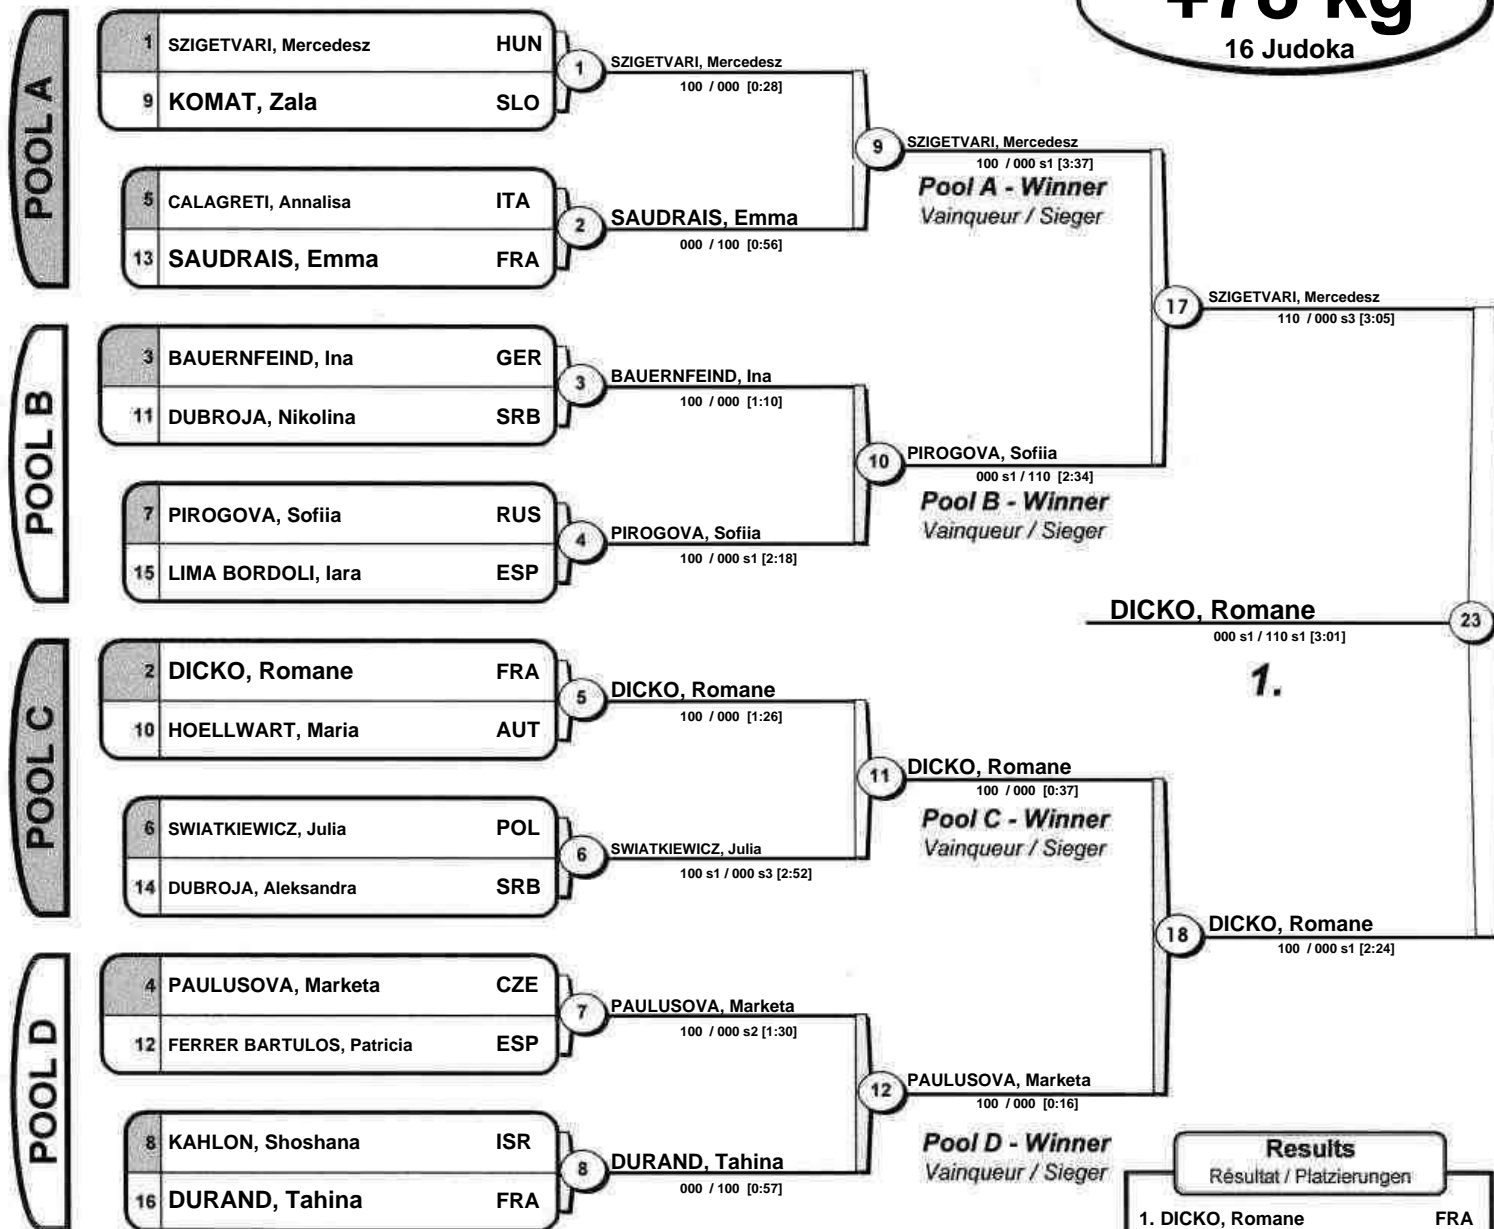 +78 kg
16 Judoka
POOL A
1 SZIGETVARI, Mercedesz HUN
9 KOMAT, Zala SLO
1
SZIGETVARI, Mercedesz
100 / 000 [0:28]
5 CALAGRETI, Annalisa ITA
13 SAUDRAIS, Emma FRA
2
SAUDRAIS, Emma
000 / 100 [0:56]
9
SZIGETVARI, Mercedesz
100 / 000 s1 [3:37]
Pool A - Winner
Vainqueur / Sieger
POOL B
3 BAUERNFEIND, Ina GER
11 DUBROJA, Nikolina SRB
3
BAUERNFEIND, Ina
100 / 000 [1:10]
7 PIROGOVA, Sofiia RUS
15 LIMA BORDOLI, Iara ESP
4
PIROGOVA, Sofiia
100 / 000 s1 [2:18]
10
PIROGOVA, Sofiia
000 s1 / 110 [2:34]
Pool B - Winner
Vainqueur / Sieger
17
SZIGETVARI, Mercedesz
110 / 000 s3 [3:05]
DICKO, Romane
23
000 s1 / 110 s1 [3:01]
1.
POOL C
2 DICKO, Romane FRA
10 HOELLWART, Maria AUT
5
DICKO, Romane
100 / 000 [1:26]
6 SWIATKIEWICZ, Julia POL
14 DUBROJA, Aleksandra SRB
6
SWIATKIEWICZ, Julia
100 s1 / 000 s3 [2:52]
11
DICKO, Romane
100 / 000 [0:37]
Pool C - Winner
Vainqueur / Sieger
18
DICKO, Romane
100 / 000 s1 [2:24]
POOL D
4 PAULUSOVA, Marketa CZE
12 FERRER BARTULOS, Patricia ESP
7
PAULUSOVA, Marketa
100 / 000 s2 [1:30]
8 KAHLON, Shoshana ISR
16 DURAND, Tahina FRA
8
DURAND, Tahina
000 / 100 [0:57]
12
PAULUSOVA, Marketa
100 / 000 [0:16]
Pool D - Winner
Vainqueur / Sieger
Results
Résultat / Platzierungen
1. DICKO, Romane FRA